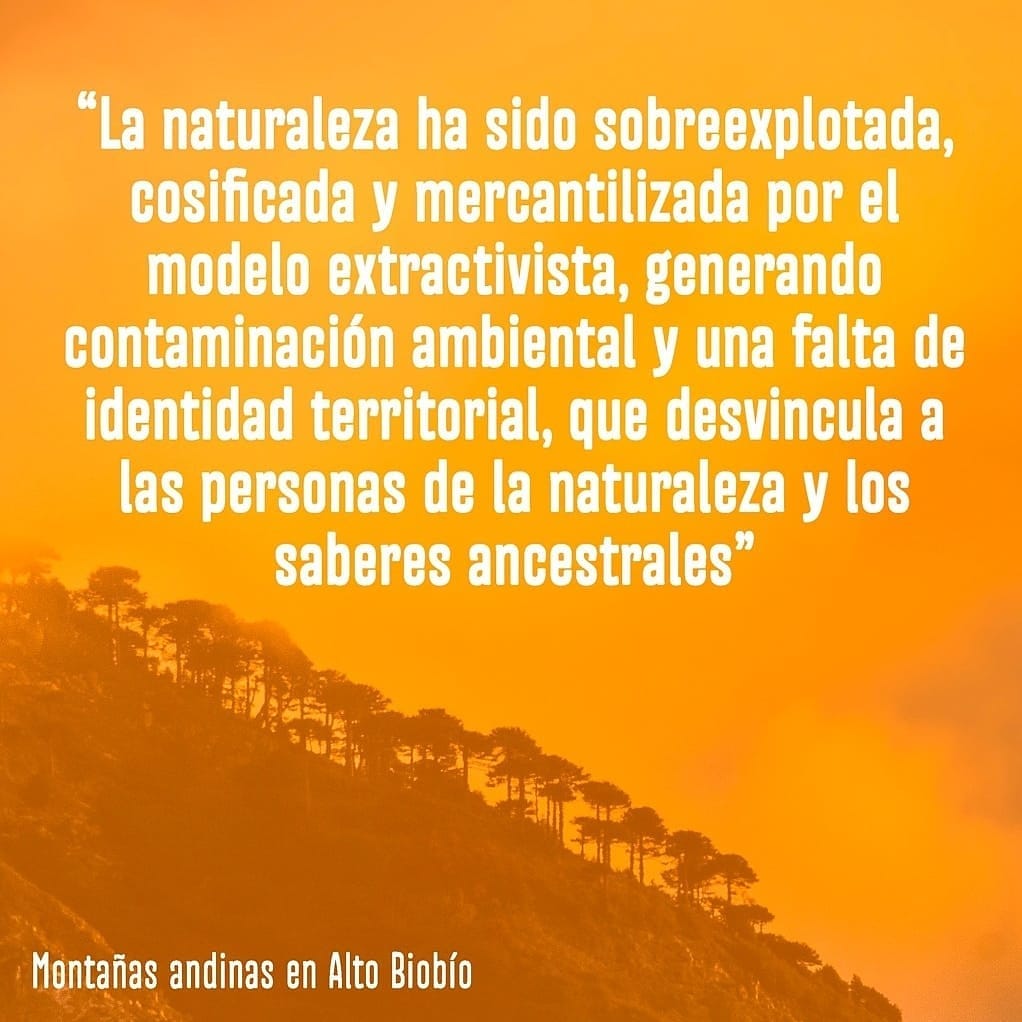 “La naturaleza ha sido sobreexplotada,
cosificada y mercantilizada por el
modelo extractivista, generando
contaminación ambiental y una falta de
identidad territorial, que desvincula a
las personas de la naturaleza y los
saberes ancestrales”
Montañas andinas en Alto Biobío